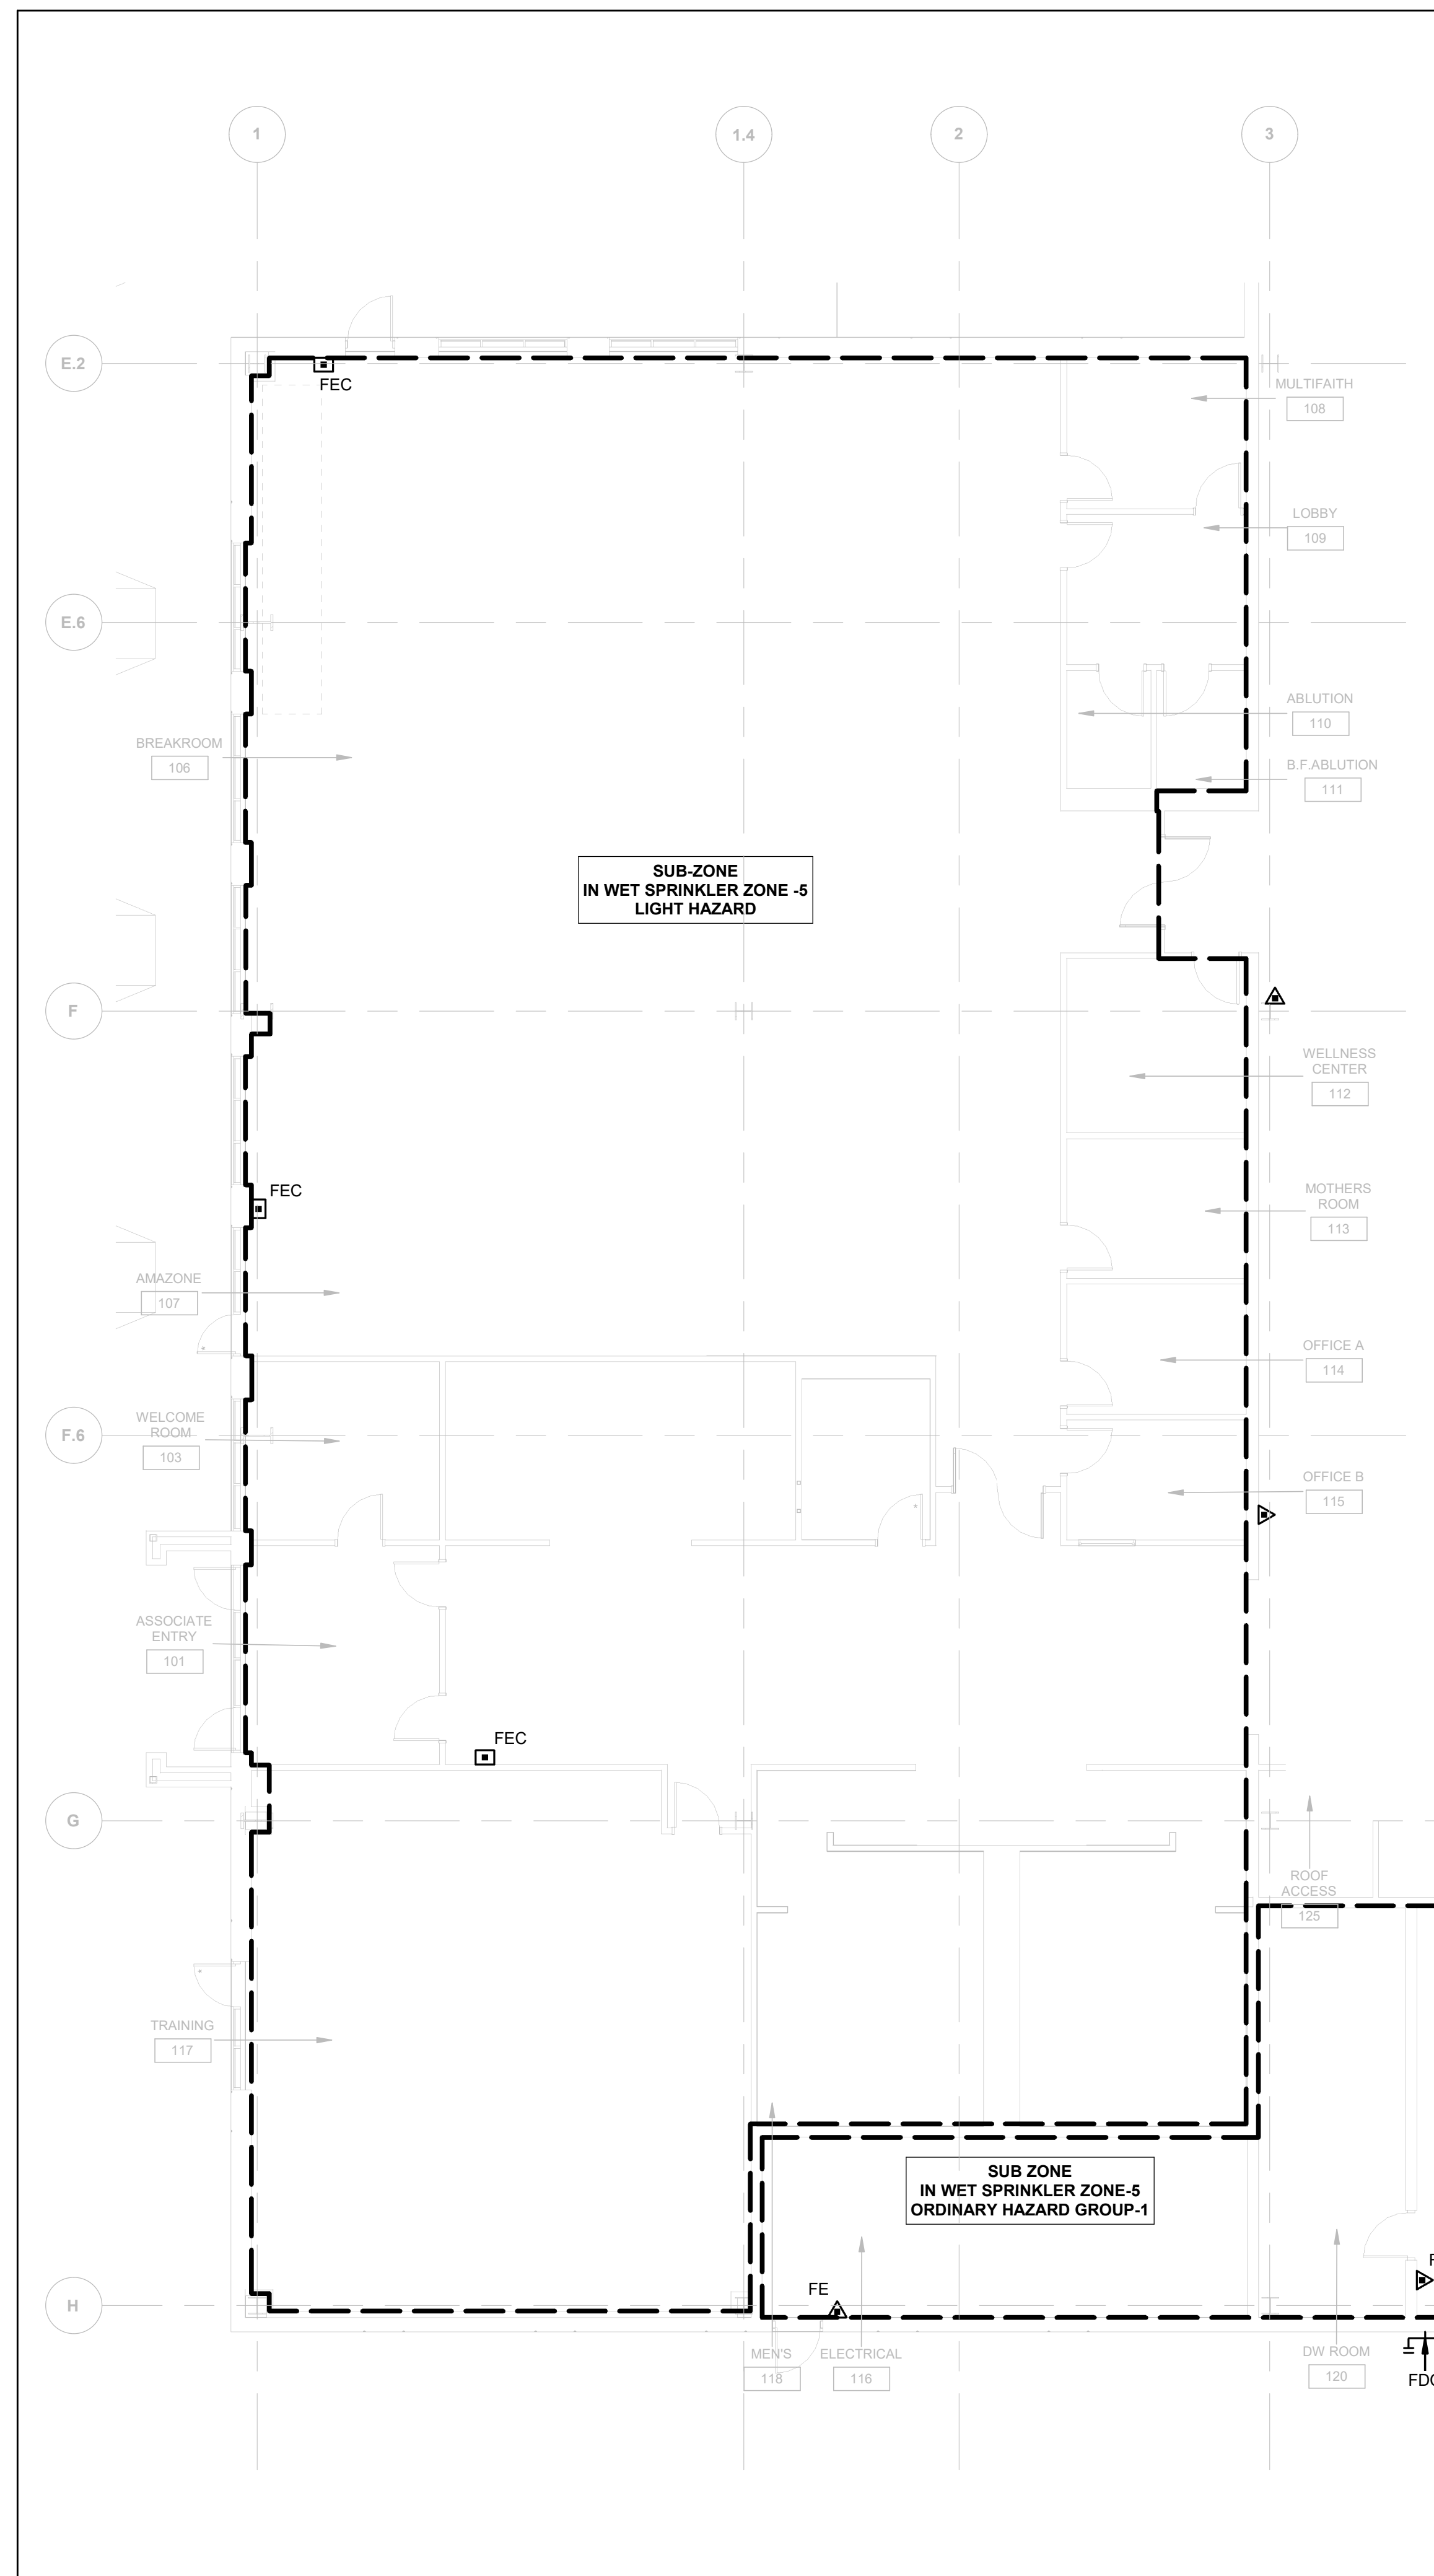 1
1.4
2
3
E.2
FEC
MULTIFAITH
108
LOBBY
109
E.6
ABLUTION
110
BREAKROOM
106
B.F.ABLUTION
111
SUB-ZONE
IN WET SPRINKLER ZONE -5
LIGHT HAZARD
F
WELLNESS
CENTER
112
FEC
MOTHERS
ROOM
113
AMAZONE
107
OFFICE A
114
WELCOME
ROOM
103
F.6
OFFICE B
115
ASSOCIATE
ENTRY
101
FEC
G
ROOF
ACCESS
125
TRAINING
117
SUB ZONE
IN WET SPRINKLER ZONE-5
ORDINARY HAZARD GROUP-1
H
FE
MEN'S
118
ELECTRICAL
116
DW ROOM
120